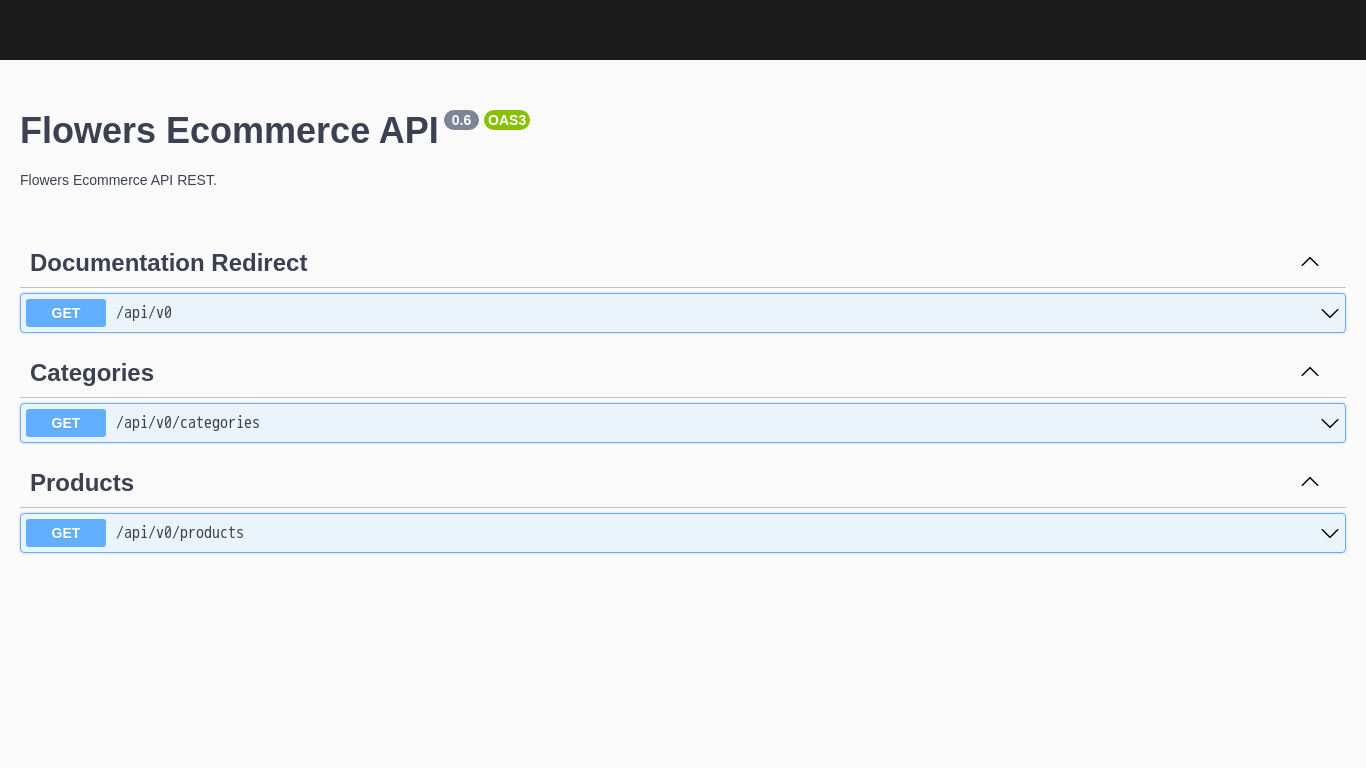 Flowers Ecommerce API 0.6 OAS3
Flowers Ecommerce API REST.
Documentation Redirect
GET /api/v0
Categories
GET /api/v0/categories
Products
GET /api/v0/products